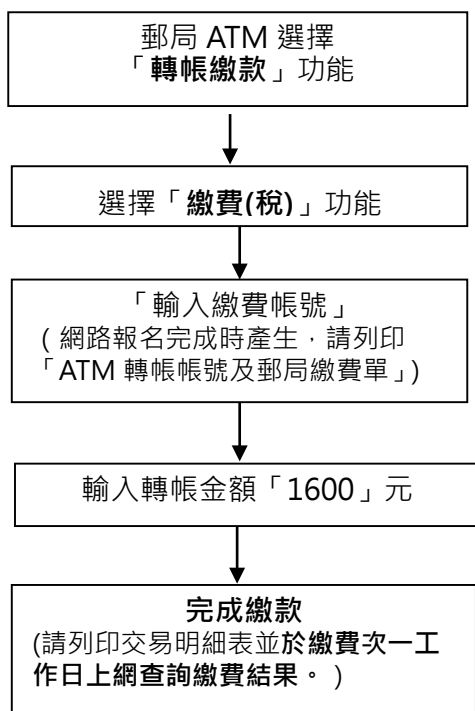 郵局 ATM 選擇
「轉帳繳款」功能
選擇「繳費(稅)」功能
「輸入繳費帳號」
(網路報名完成時產生，請列印
「ATM 轉帳帳號及郵局繳費單」)
輸入轉帳金額「1600」元
完成繳款
(請列印交易明細表並於繳費次一工
作日上網查詢繳費結果。)